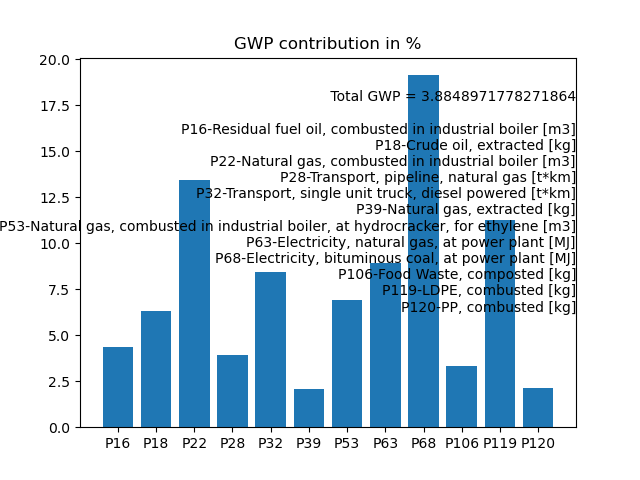 GWP contribution in %
20.0
17.5
15.0
12.5
10.0
7.5
5.0
2.5
0.0
Total GWP = 3.8848971778271864
P16-Residual fuel oil, combusted in industrial boiler [m3]
P18-Crude oil, extracted [kg]
P22-Natural gas, combusted in industrial boiler [m3]
P28-Transport, pipeline, natural gas [t*km]
P32-Transport, single unit truck, diesel powered [t*km]
P39-Natural gas, extracted [kg]
P53-Natural gas, combusted in industrial boiler, at hydrocracker, for ethylene [m3]
P63-Electricity, natural gas, at power plant [MJ]
P68-Electricity, bituminous coal, at power plant [MJ]
P106-Food Waste, composted [kg]
P119-LDPE, combusted [kg]
P120-PP, combusted [kg]
P16 P18 P22 P28 P32 P39 P53 P63 P68 P106 P119 P120